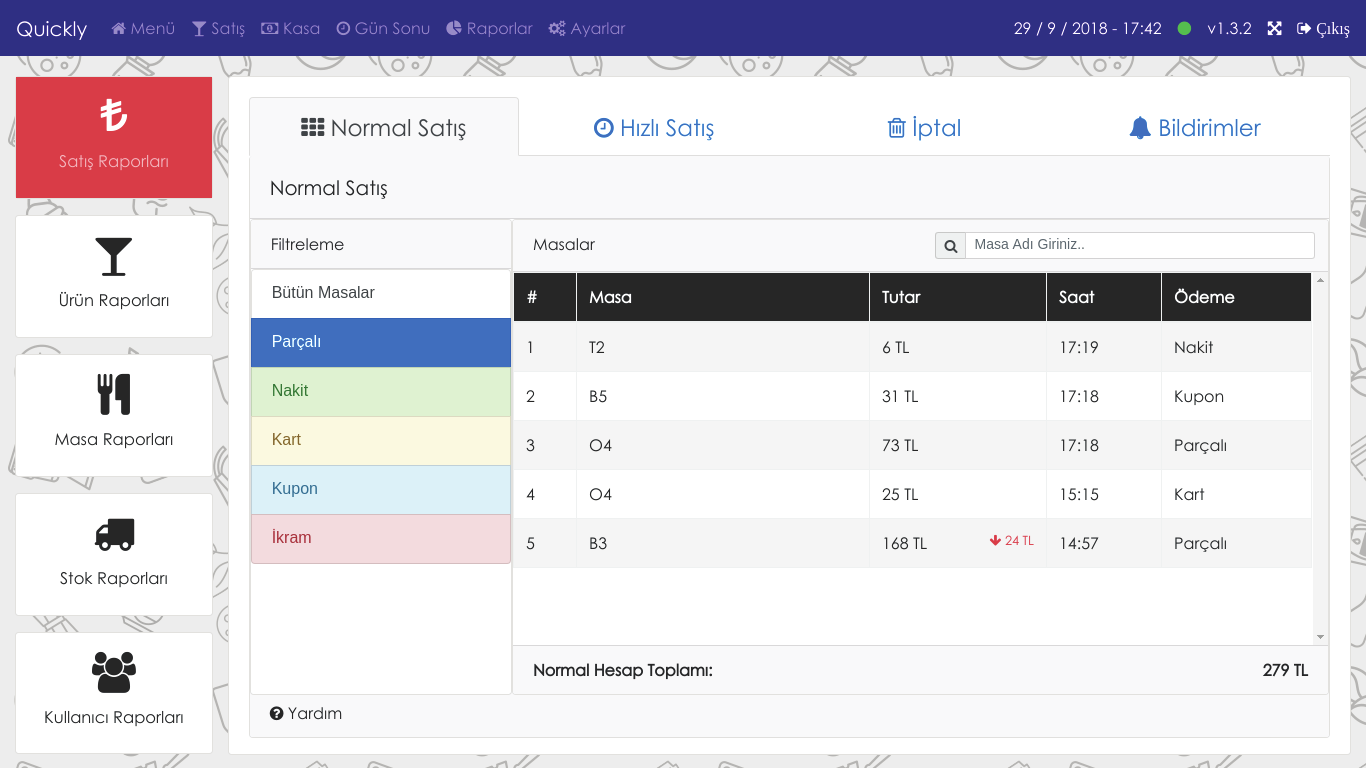 Quickly Menü Satış Kasa Gün Sonu Raporlar Ayarlar 29 / 9 / 2018 - 17:42 v1.3.2 Çıkış
Satış Raporları
Ürün Raporları
Masa Raporları
Stok Raporları
Kullanıcı Raporları
Normal Satış Hızlı Satış İptal Bildirimler
Normal Satış
Filtreleme
Bütün Masalar
Parçalı
Nakit
Kart
Kupon
İkram
Masalar Masa Adı Giriniz..
# Masa Tutar Saat Ödeme
1 T2 6 TL 17:19 Nakit
2 B5 31 TL 17:18 Kupon
3 O4 73 TL 17:18 Parçalı
4 O4 25 TL 15:15 Kart
5 B3 168 TL 24 TL 14:57 Parçalı
Normal Hesap Toplamı: 279 TL
Yardım